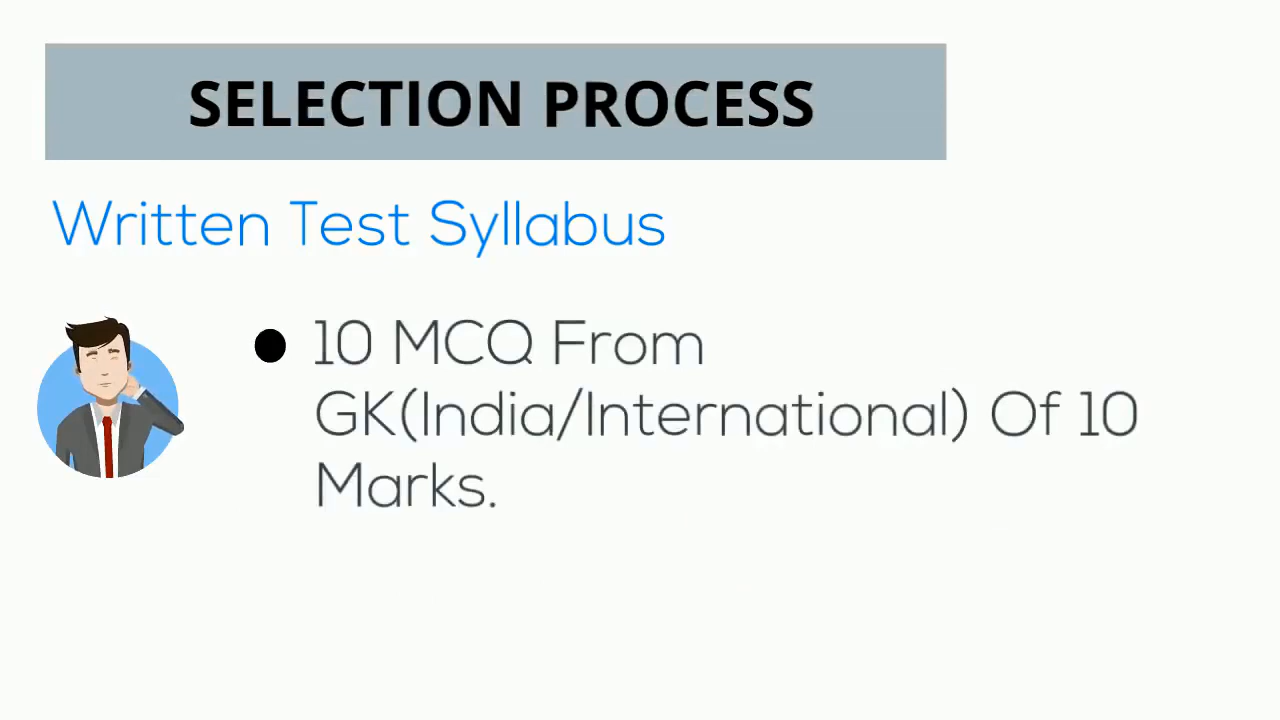 SELECTION PROCESS
Written Test Syllabus
10 MCQ From
GK(India/International) Of 10
Marks.